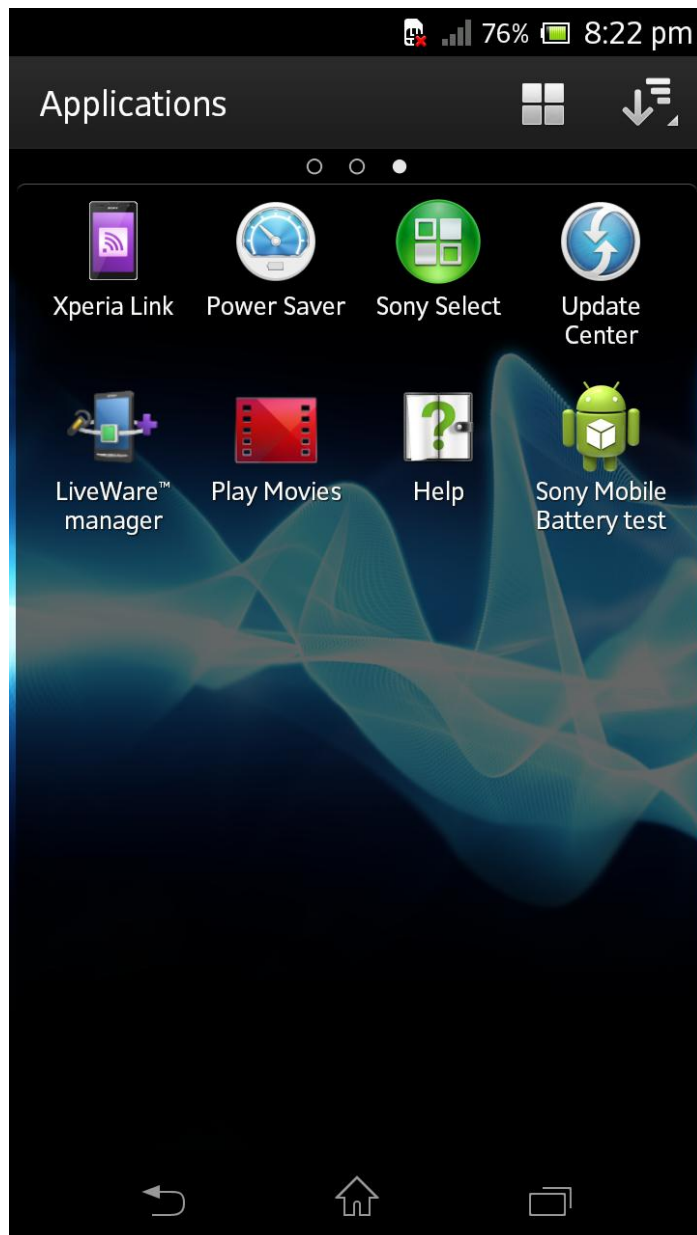 76% 8:22 pm
Applications
Xperia Link Power Saver Sony Select Update Center
LiveWare™ manager Play Movies Help Sony Mobile Battery test